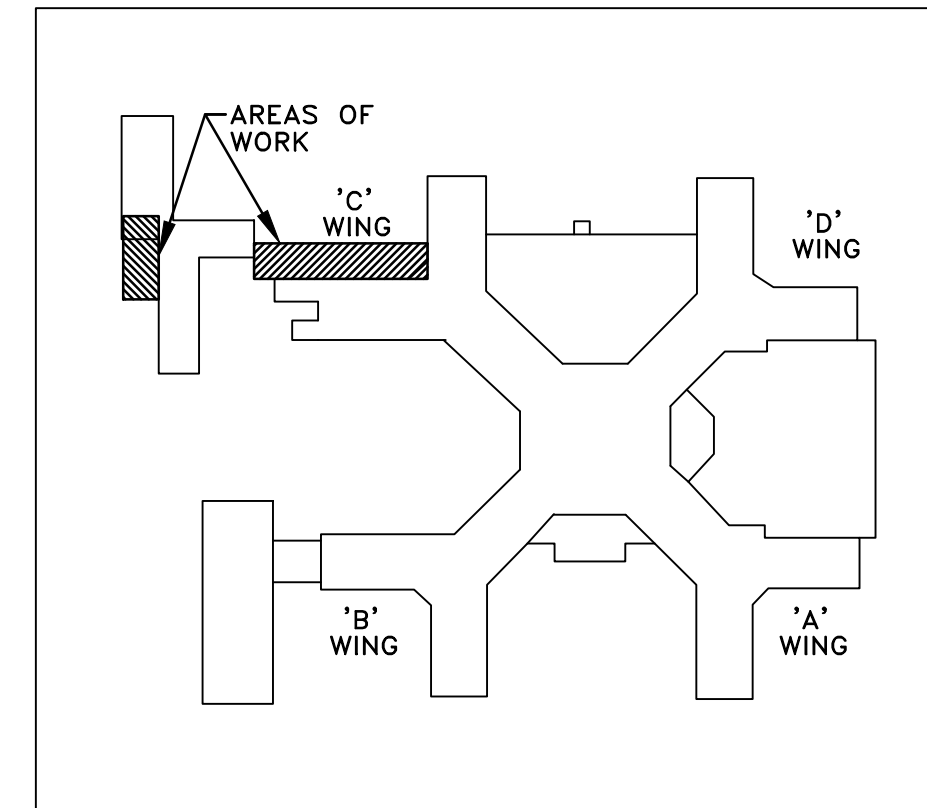 AREAS OF
WORK
'C'
WING
'D'
WING
'B'
WING
'A'
WING